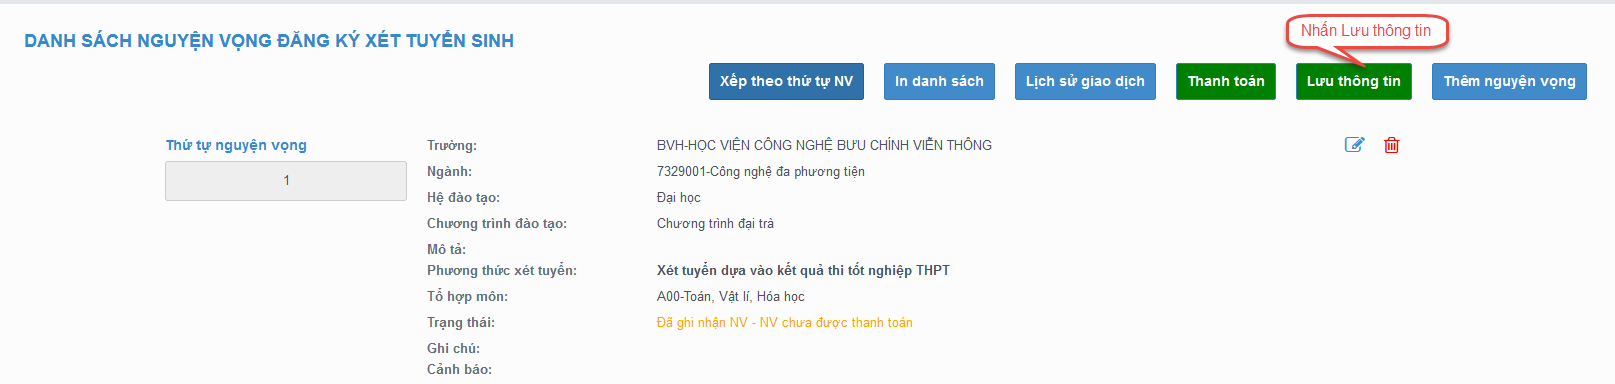 Nhấn Lưu thông tin
DANH SÁCH NGUYỆN VỌNG ĐĂNG KÝ XÉT TUYỂN SINH
Xếp theo thứ tự NV
In danh sách
Lịch sử giao dịch
Thanh toán
Lưu thông tin
Thêm nguyện vọng
Thứ tự nguyện vọng
1
Trường: BVH-HỌC VIỆN CÔNG NGHỆ BƯU CHÍNH VIỄN THÔNG
Ngành: 7329001-Công nghệ đa phương tiện
Hệ đào tạo: Đại học
Chương trình đào tạo: Chương trình đại trà
Mô tả:
Phương thức xét tuyển: Xét tuyển dựa vào kết quả thi tốt nghiệp THPT
Tổ hợp môn: A00-Toán, Vật lí, Hóa học
Trạng thái: Đã ghi nhận NV - NV chưa được thanh toán
Ghi chú:
Cảnh báo: